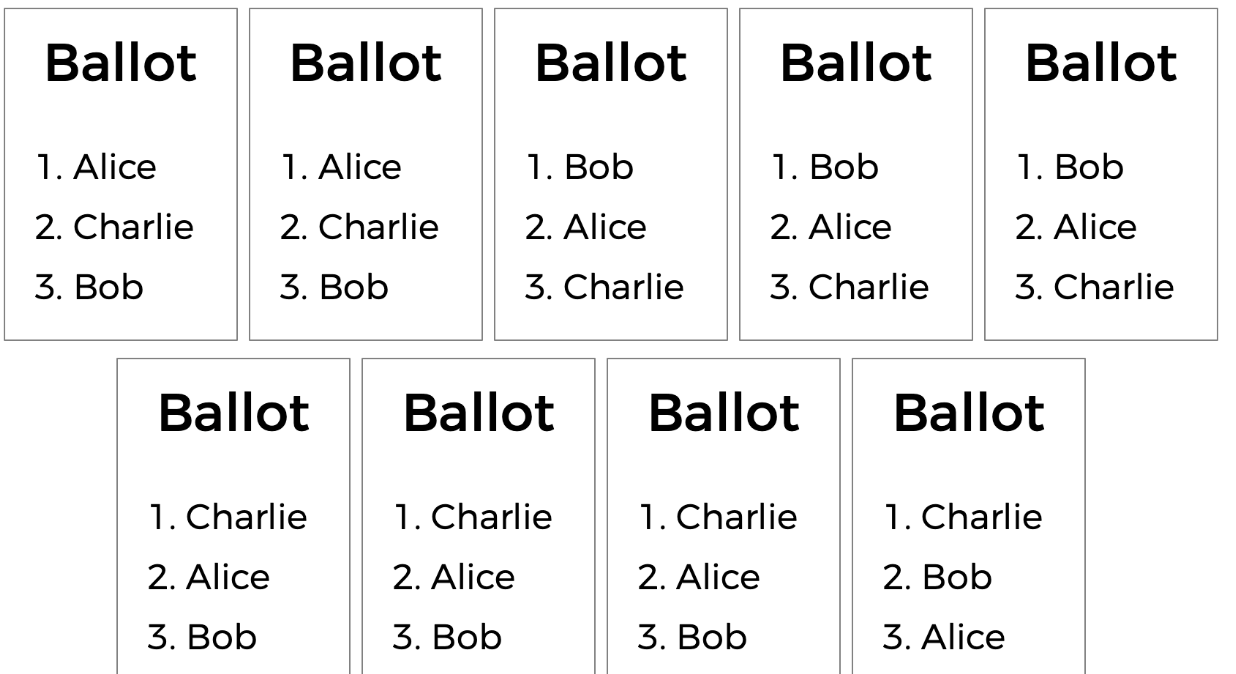 Ballot
1. Alice
2. Charlie
3. Bob
Ballot
1. Alice
2. Charlie
3. Bob
Ballot
1. Bob
2. Alice
3. Charlie
Ballot
1. Bob
2. Alice
3. Charlie
Ballot
1. Bob
2. Alice
3. Charlie
Ballot
1. Charlie
2. Alice
3. Bob
Ballot
1. Charlie
2. Alice
3. Bob
Ballot
1. Charlie
2. Alice
3. Bob
Ballot
1. Charlie
2. Bob
3. Alice